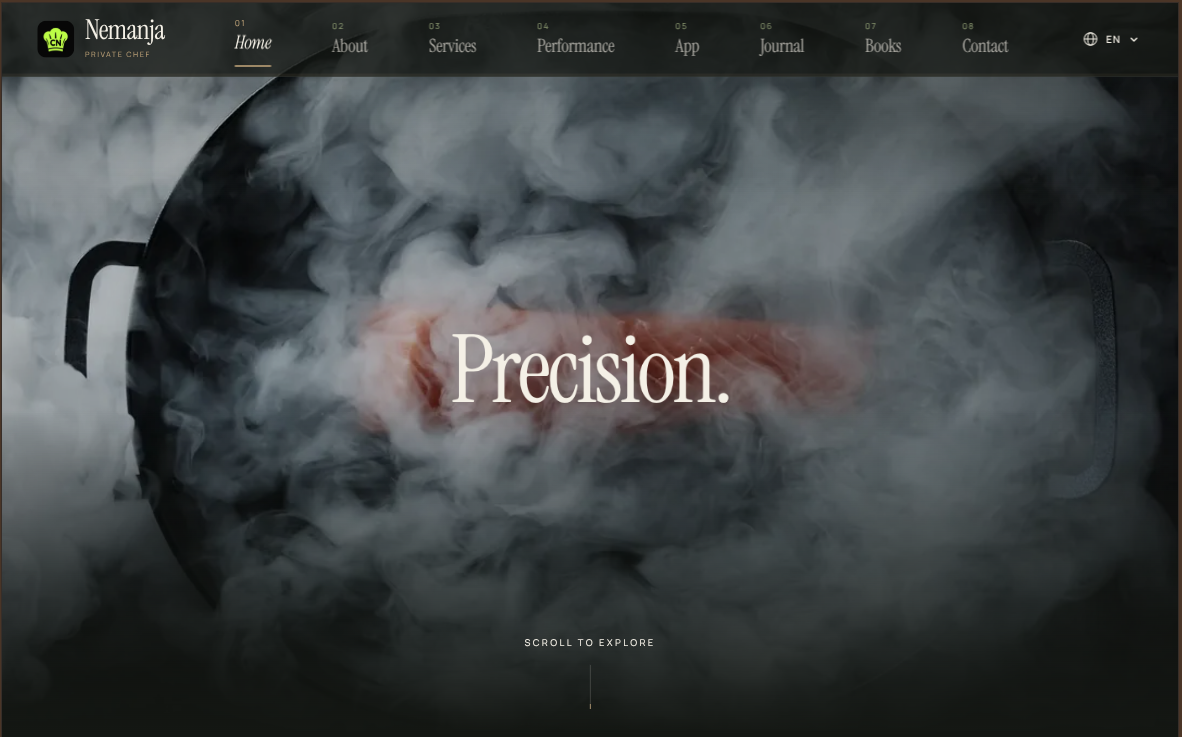 CN
Nemanja
PRIVATE CHEF
01
Home
02
About
03
Services
04
Performance
05
App
06
Journal
07
Books
08
Contact
EN
Precision.
SCROLL TO EXPLORE